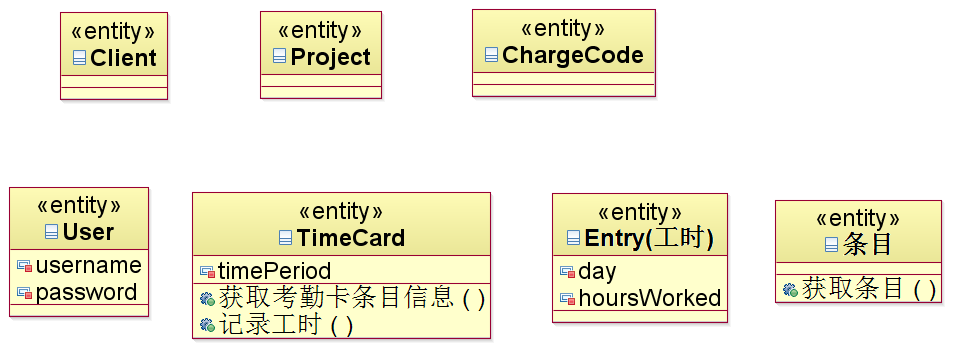 «entity»
Client
«entity»
Project
«entity»
ChargeCode
«entity»
User
username
password
«entity»
TimeCard
timePeriod
获取考勤卡条目信息 ( )
记录工时 ( )
«entity»
Entry(工时)
day
hoursWorked
«entity»
条目
获取条目 ( )